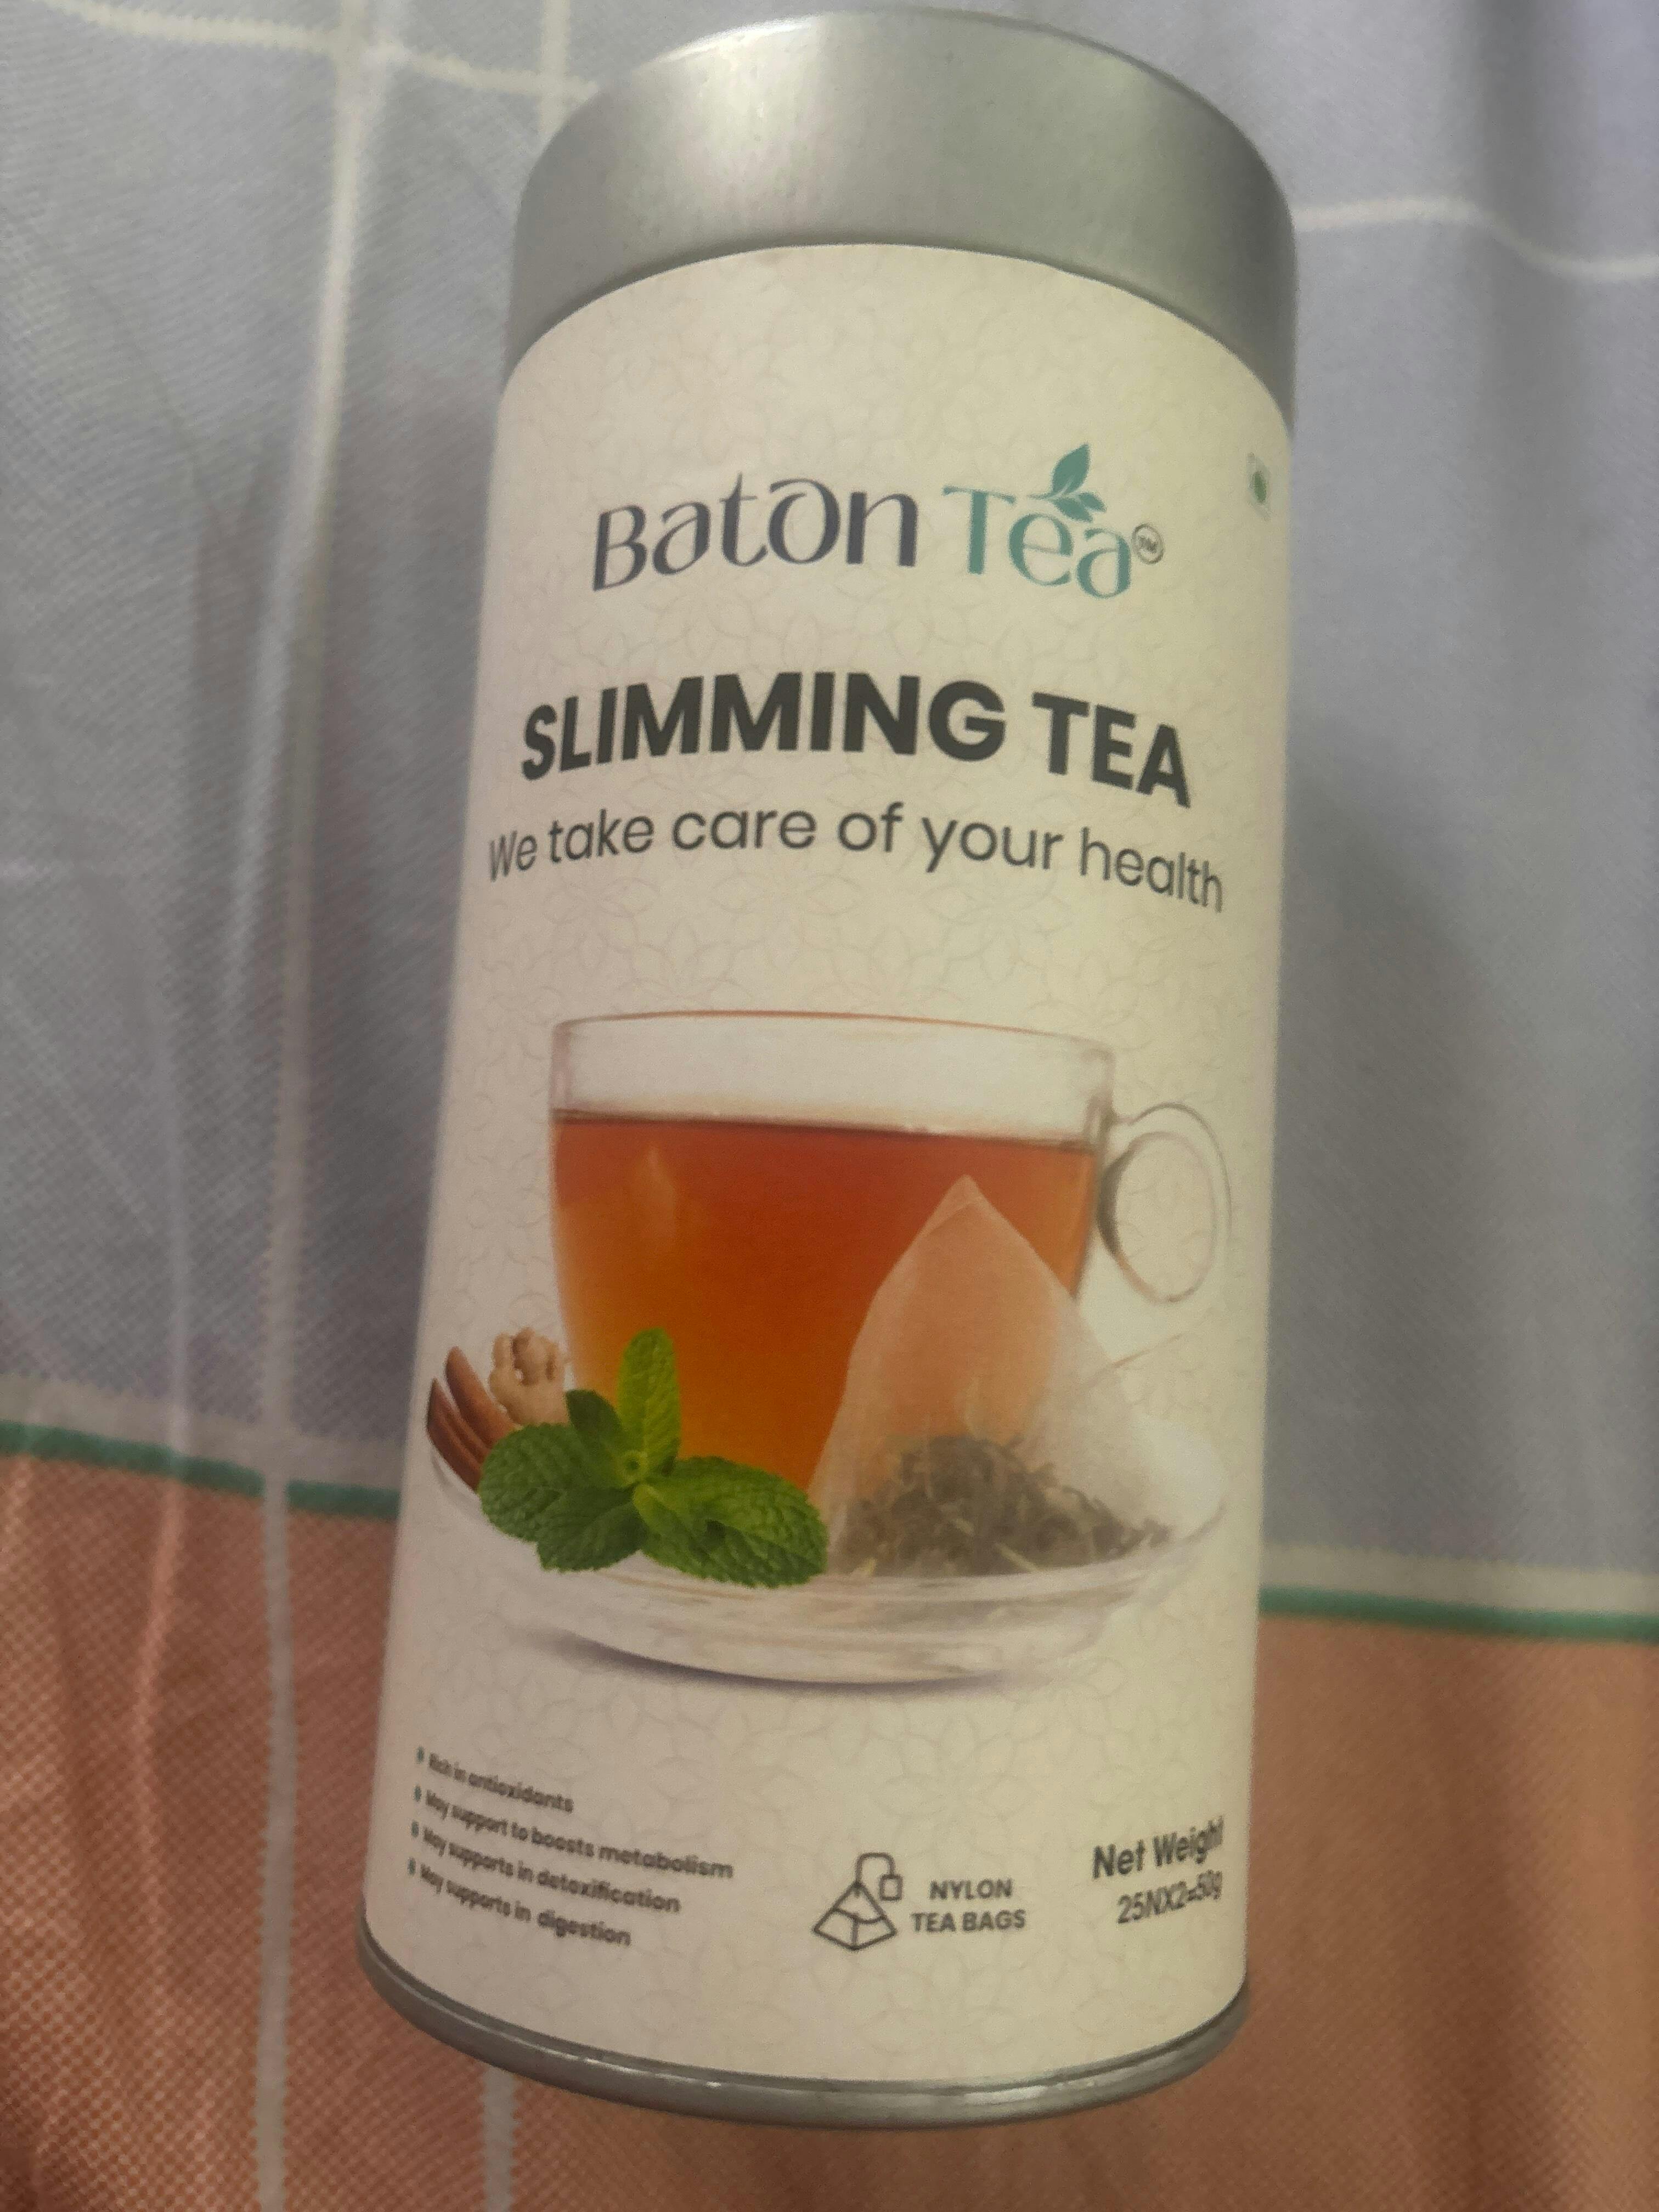 Baton Tea TM
SLIMMING TEA
We take care of your health
Rich in antioxidants
May support to boosts metabolism
May supports in detoxification
May supports in digestion
NYLON
TEA BAGS
Net Weight
25NX2=50g